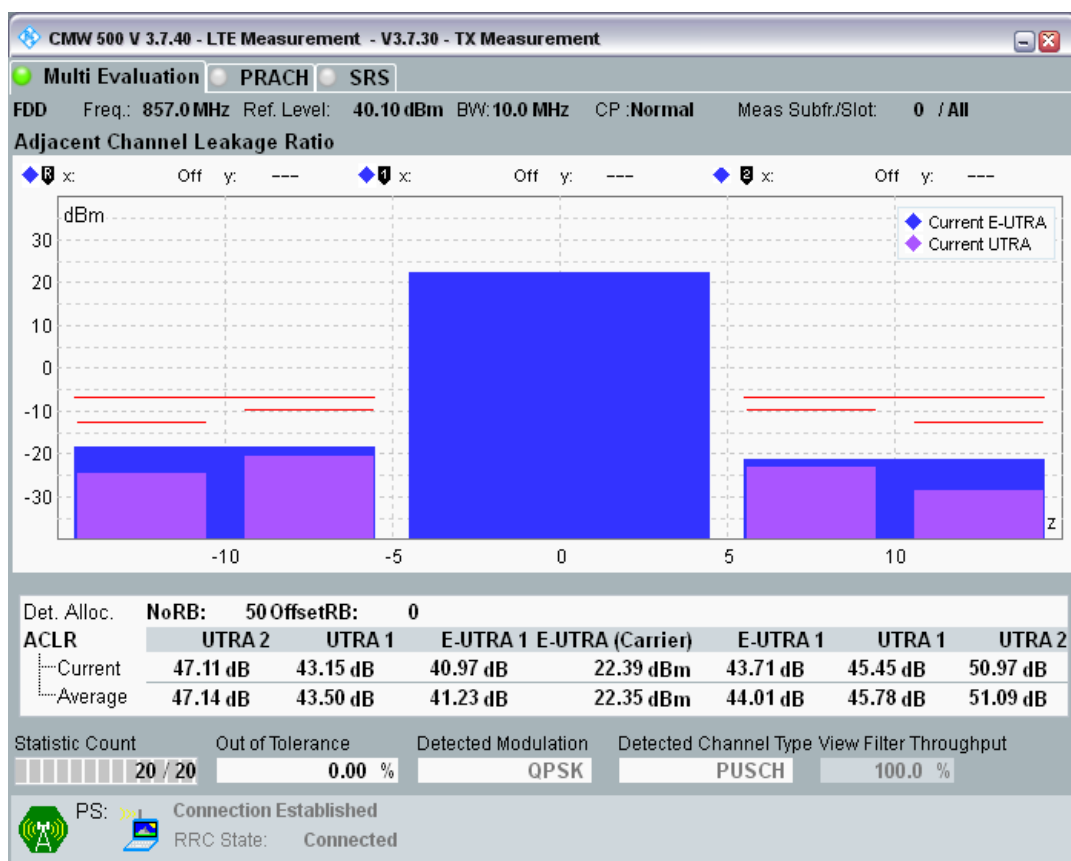 CMW 500 V 3.7.40 - LTE Measurement - V3.7.30 - TX Measurement
Multi Evaluation PRACH SRS
FDD Freq.: 857.0 MHz Ref. Level: 40.10 dBm BW: 10.0 MHz CP :Normal Meas Subfr./Slot: 0 / All
Adjacent Channel Leakage Ratio
R x: Off y: --- 1 x: Off y: --- 2 x: Off y: ---
dBm
Current E-UTRA
Current UTRA
30
20
10
0
-10
-20
-30
z
-10 -5 0 5 10
Det. Alloc. NoRB: 50 OffsetRB: 0
ACLR UTRA 2 UTRA 1 E-UTRA 1 E-UTRA (Carrier) E-UTRA 1 UTRA 1 UTRA 2
Current 47.11 dB 43.15 dB 40.97 dB 22.39 dBm 43.71 dB 45.45 dB 50.97 dB
Average 47.14 dB 43.50 dB 41.23 dB 22.35 dBm 44.01 dB 45.78 dB 51.09 dB
Statistic Count Out of Tolerance Detected Modulation Detected Channel Type View Filter Throughput
20 / 20 0.00 % QPSK PUSCH 100.0 %
PS: Connection Established
RRC State: Connected